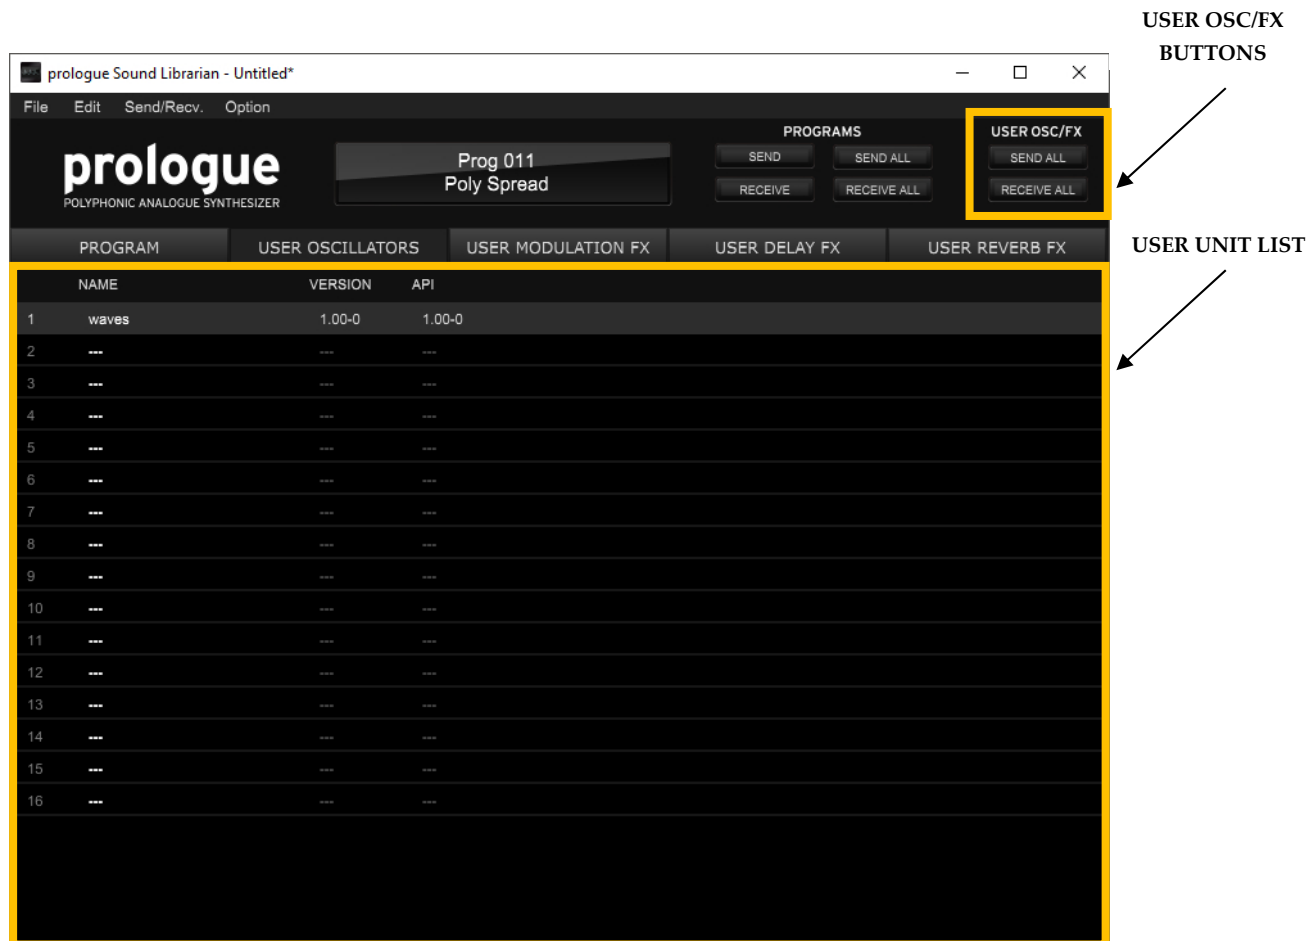 USER OSC/FX
BUTTONS
prologue Sound Librarian - Untitled*
File Edit Send/Recv. Option
PROGRAMS USER OSC/FX
prologue
POLYPHONIC ANALOGUE SYNTHESIZER
Prog 011
Poly Spread
SEND SEND ALL SEND ALL
RECEIVE RECEIVE ALL RECEIVE ALL
PROGRAM USER OSCILLATORS USER MODULATION FX USER DELAY FX USER REVERB FX
USER UNIT LIST
NAME VERSION API
1 waves 1.00-0 1.00-0
2 --- --- ---
3 --- --- ---
4 --- --- ---
5 --- --- ---
6 --- --- ---
7 --- --- ---
8 --- --- ---
9 --- --- ---
10 --- --- ---
11 --- --- ---
12 --- --- ---
13 --- --- ---
14 --- --- ---
15 --- --- ---
16 --- --- ---